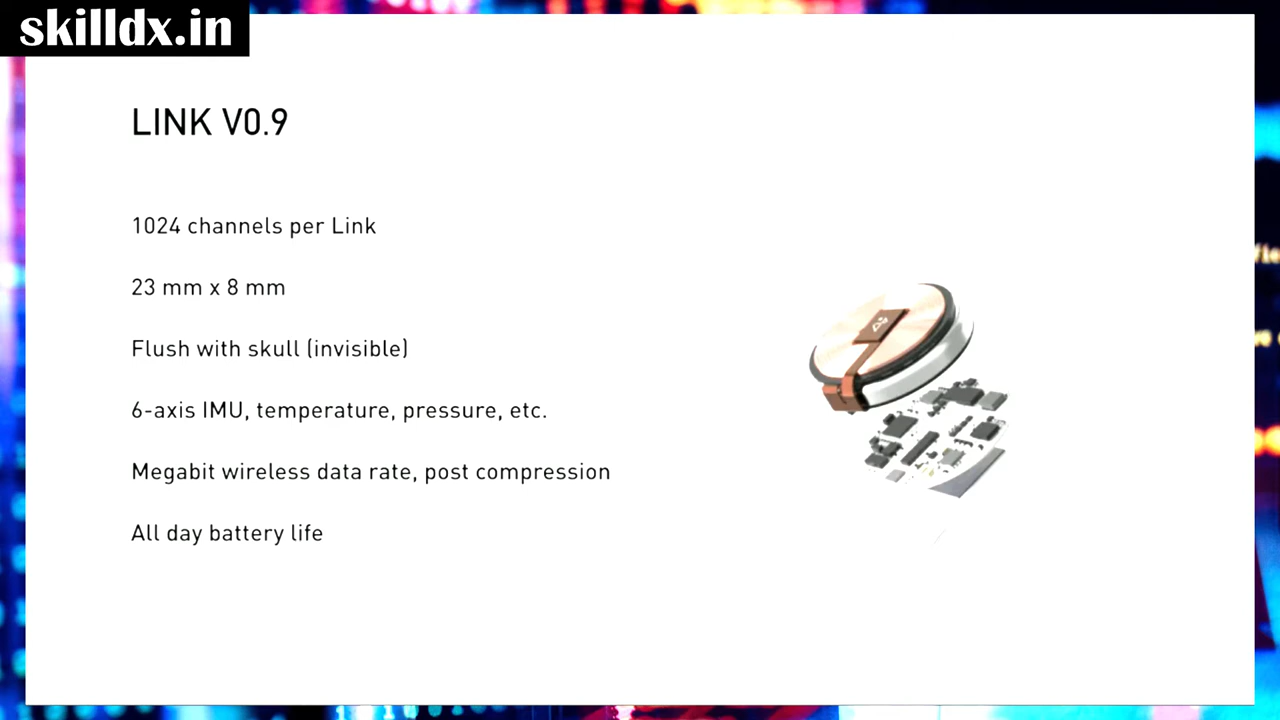 skilldx.in
LINK V0.9
1024 channels per Link
23 mm x 8 mm
Flush with skull (invisible)
6-axis IMU, temperature, pressure, etc.
Megabit wireless data rate, post compression
All day battery life